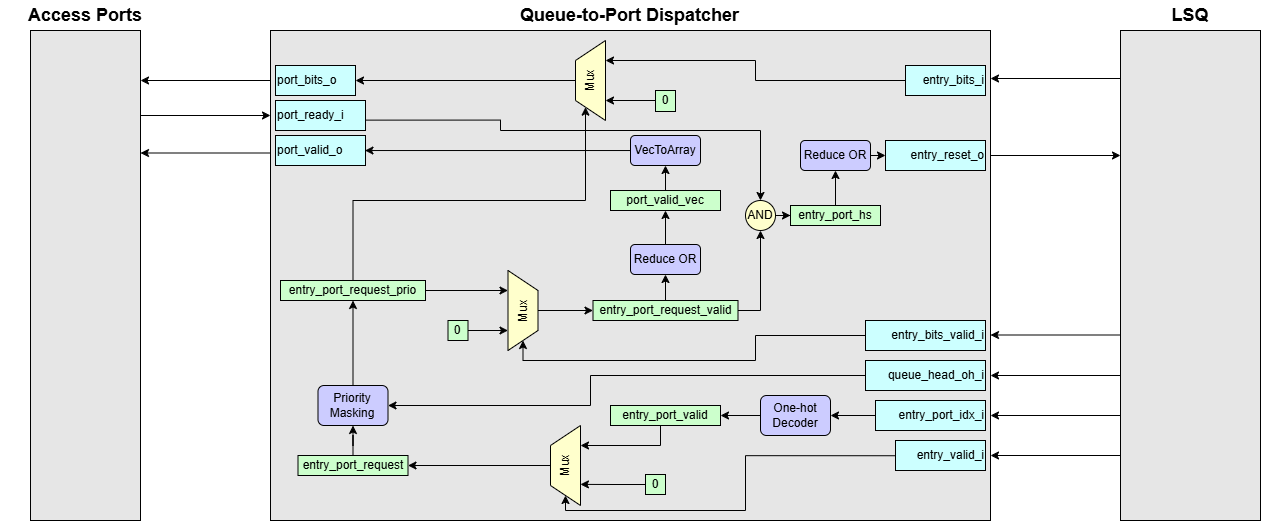 Access Ports
Queue-to-Port Dispatcher
LSQ
port_bits_o
Mux
entry_bits_i
0
port_ready_i
port_valid_o
VecToArray
Reduce OR
entry_reset_o
port_valid_vec
AND
entry_port_hs
Reduce OR
entry_port_request_prio
Mux
entry_port_request_valid
0
entry_bits_valid_i
queue_head_oh_i
Priority
Masking
entry_port_valid
One-hot
Decoder
entry_port_idx_i
entry_port_request
Mux
entry_valid_i
0